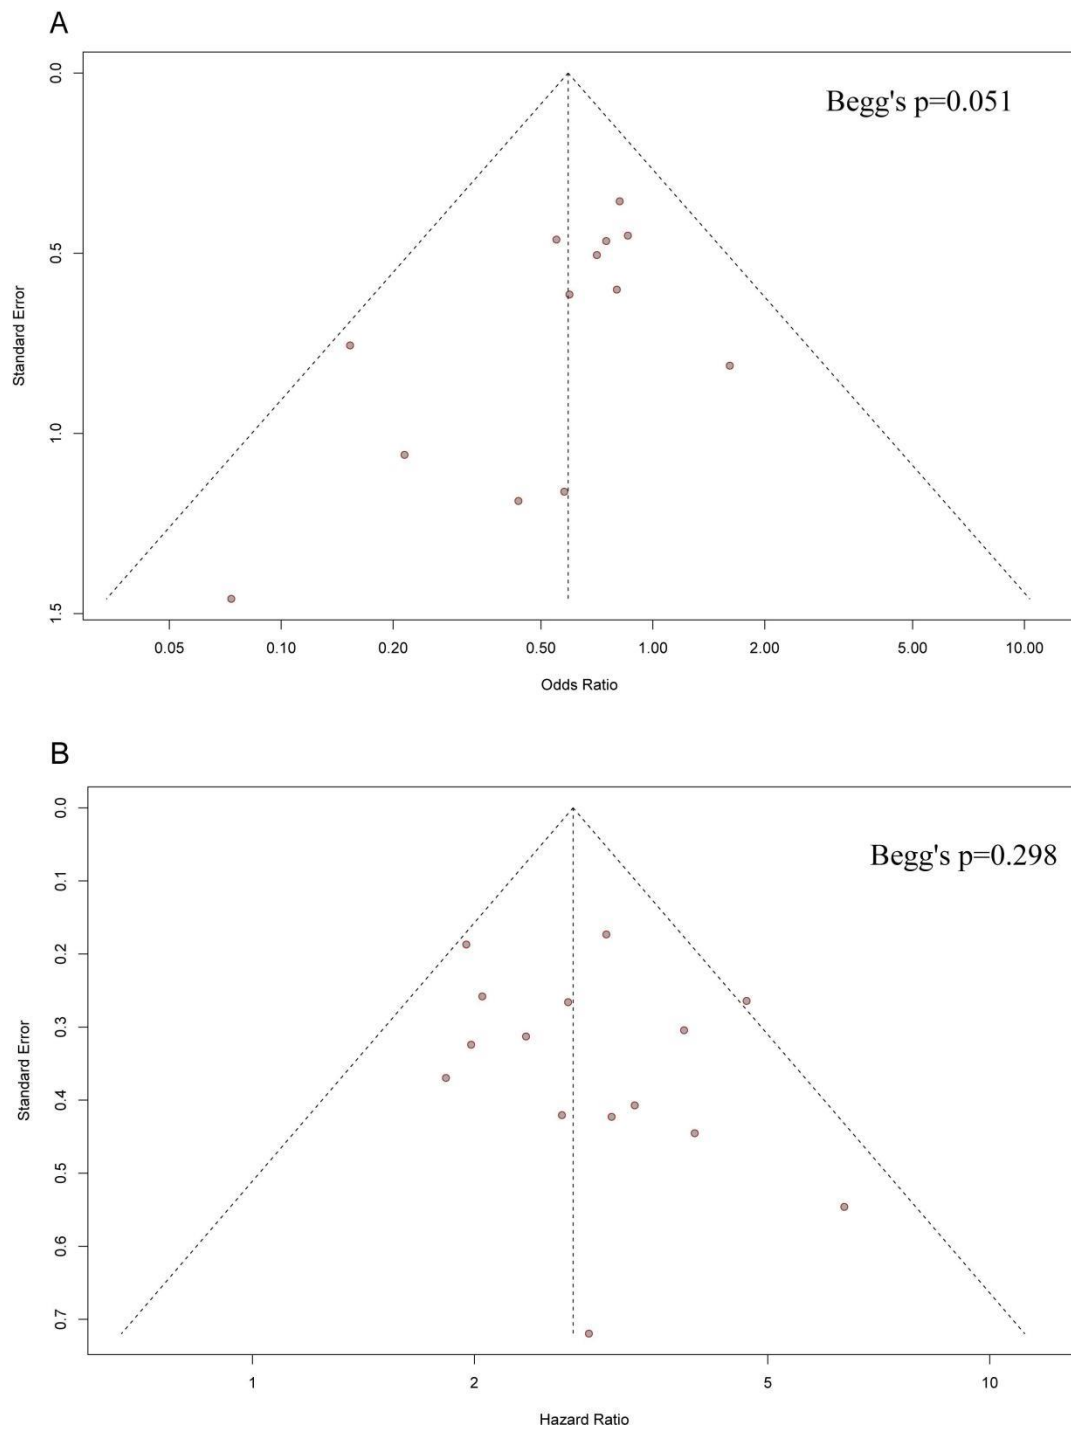 A
Begg's p=0.051
Standard Error
0.0
0.5
1.0
1.5
0.05 0.10 0.20 0.50 1.00 2.00 5.00 10.00
Odds Ratio
B
Begg's p=0.298
Standard Error
0.0
0.1
0.2
0.3
0.4
0.5
0.6
0.7
1 2 5 10
Hazard Ratio